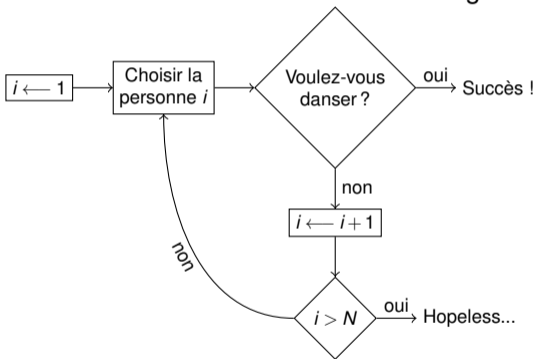 i ← 1
Choisir la
personne i
Voulez-vous
danser ?
oui
Succès !
non
i ← i + 1
non
i > N
oui
Hopeless...